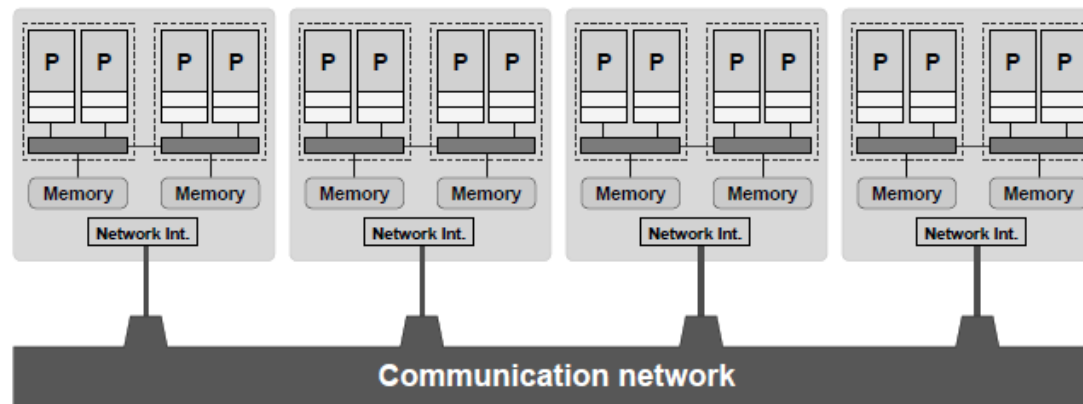 P P P P P P P P P P P P P P P P
Memory Memory Memory Memory Memory Memory Memory Memory
Network Int. Network Int. Network Int. Network Int.
Communication network